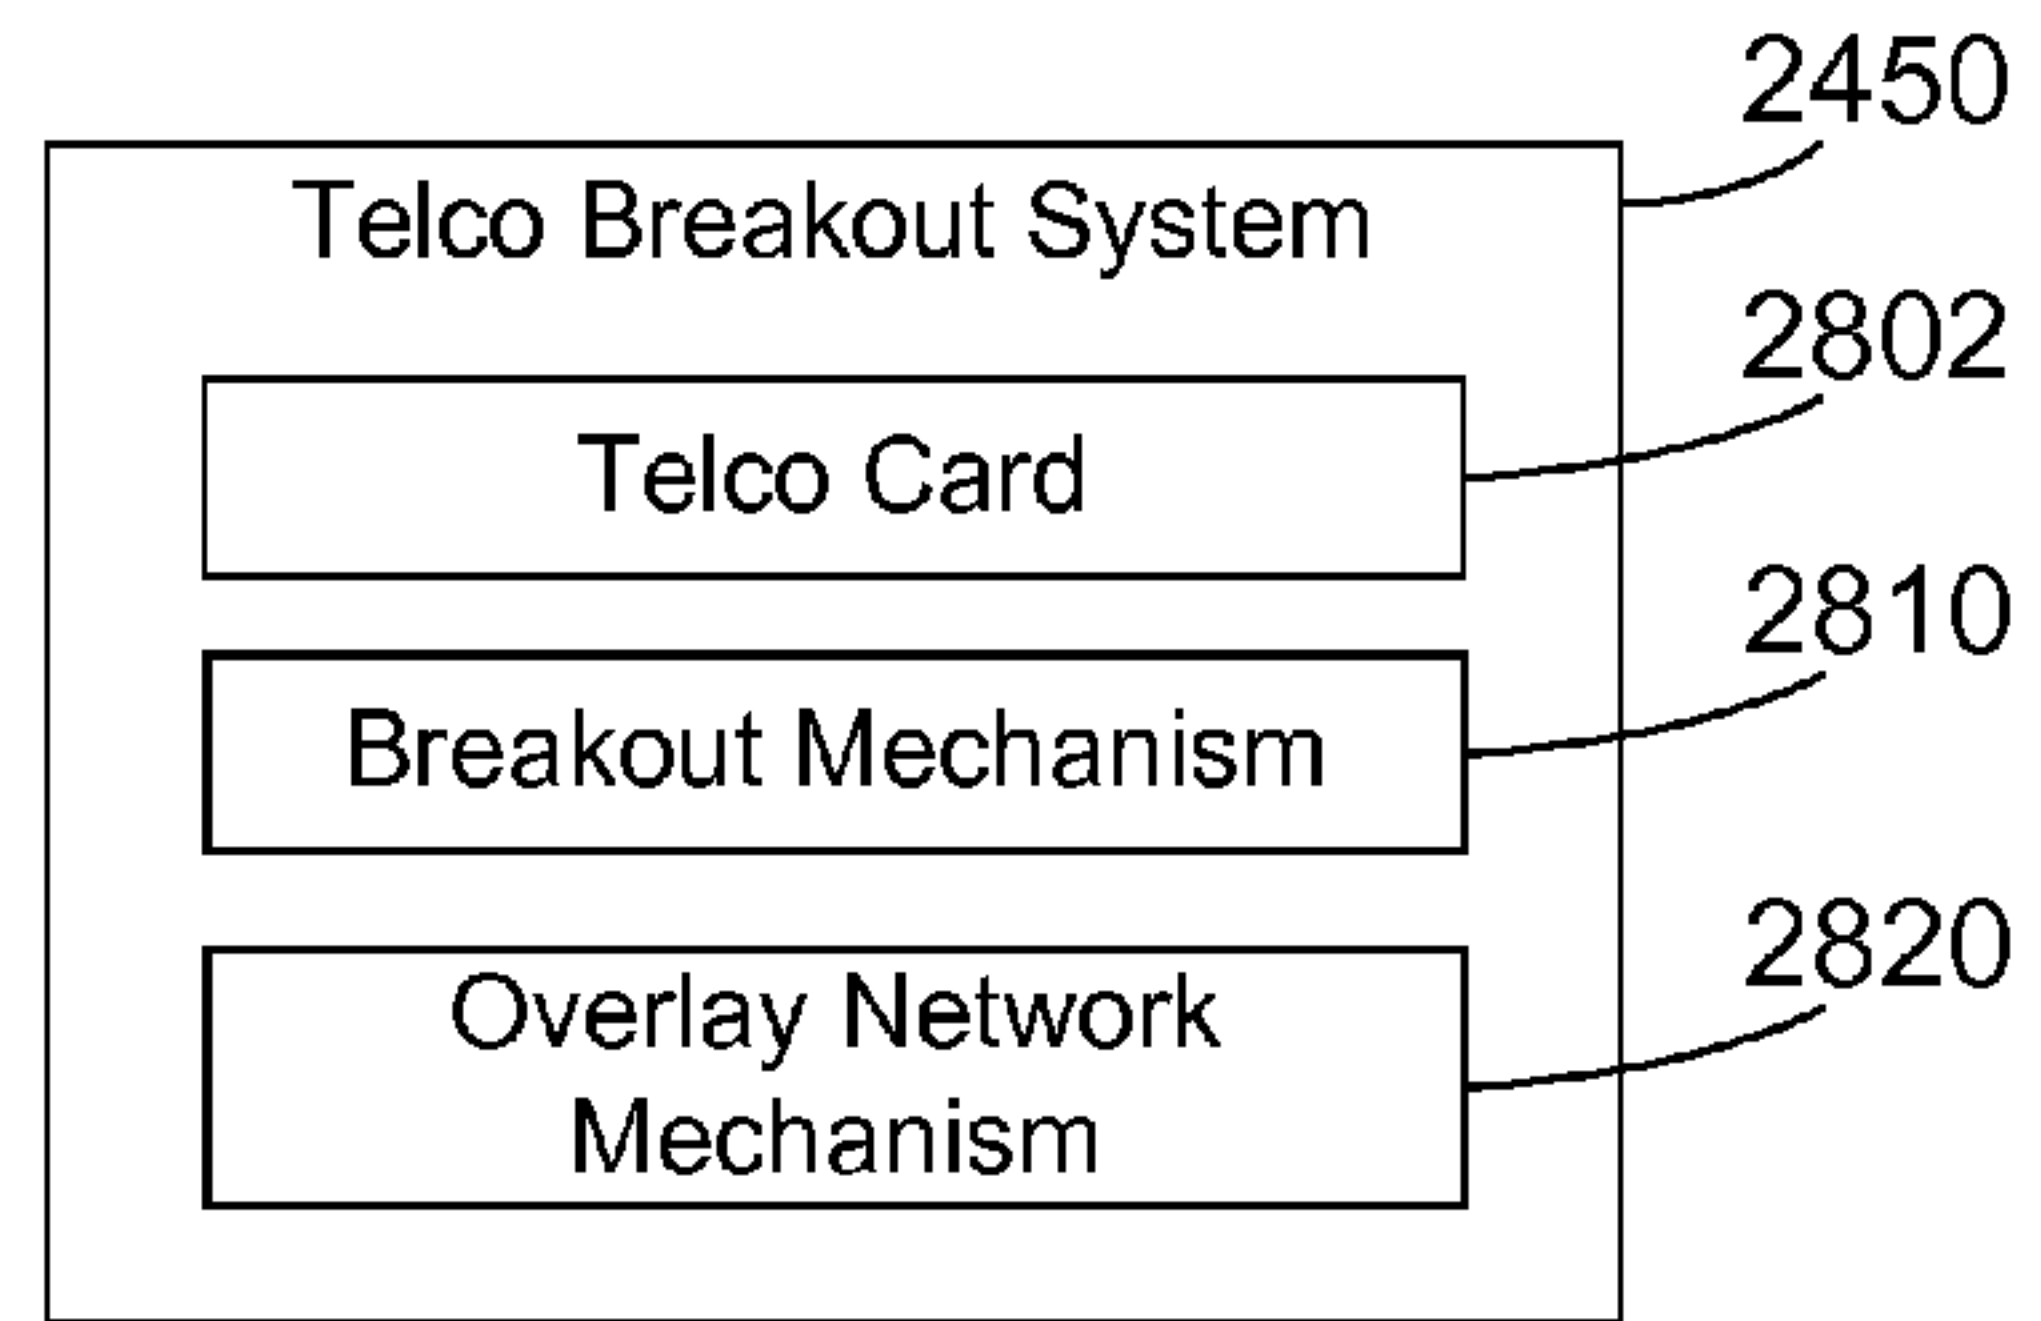 2450
Telco Breakout System
2802
Telco Card
2810
Breakout Mechanism
2820
Overlay Network
Mechanism